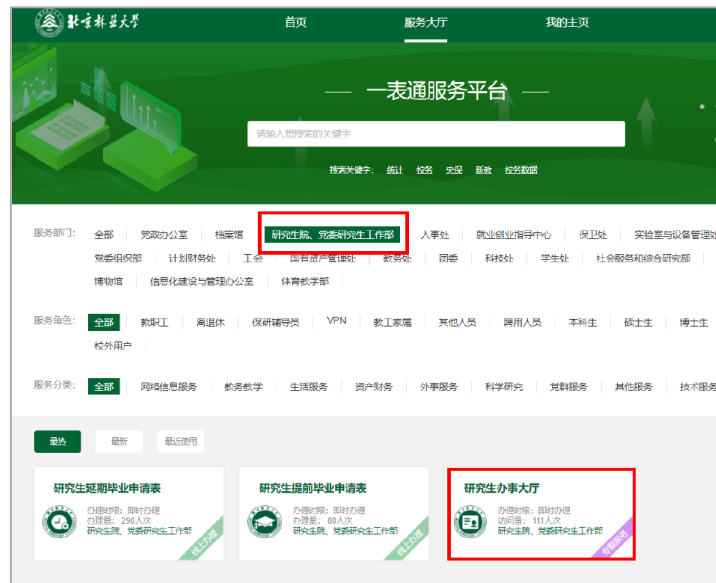 北京林业大学
首页 服务大厅 我的主页
一表通服务平台
请输入想搜索的关键字
搜索关键字: 统计 校务 央保 新教 校务数据
服务部门: 全部 党政办公室 档案馆 研究生院、党委研究生工作部 人事处 就业创业指导中心 保卫处 实验室与设备管理处
党委组织部 计划财务处 工会 国有资产管理处 教务处 团委 科技处 学生处 社会服务和综合研究部
博物馆 信息化建设与管理办公室 体育教学部
服务角色: 全部 教职工 离退休 保研辅导员 VPN 教工家属 其他人员 聘用人员 本科生 硕士生 博士生
校外用户
服务分类: 全部 网络信息服务 教务教学 生活服务 资产财务 外事服务 科学研究 党群服务 其他服务 技术服务
最热 最新 最近使用
研究生延期毕业申请表
办理时限: 即时办理
办理量: 298人次
研究生院、党委研究生工作部
线上办理
研究生提前毕业申请表
办理时限: 即时办理
办理量: 80人次
研究生院、党委研究生工作部
线上办理
研究生办事大厅
办理时限: 即时办理
访问量: 111人次
研究生院、党委研究生工作部
专题服务